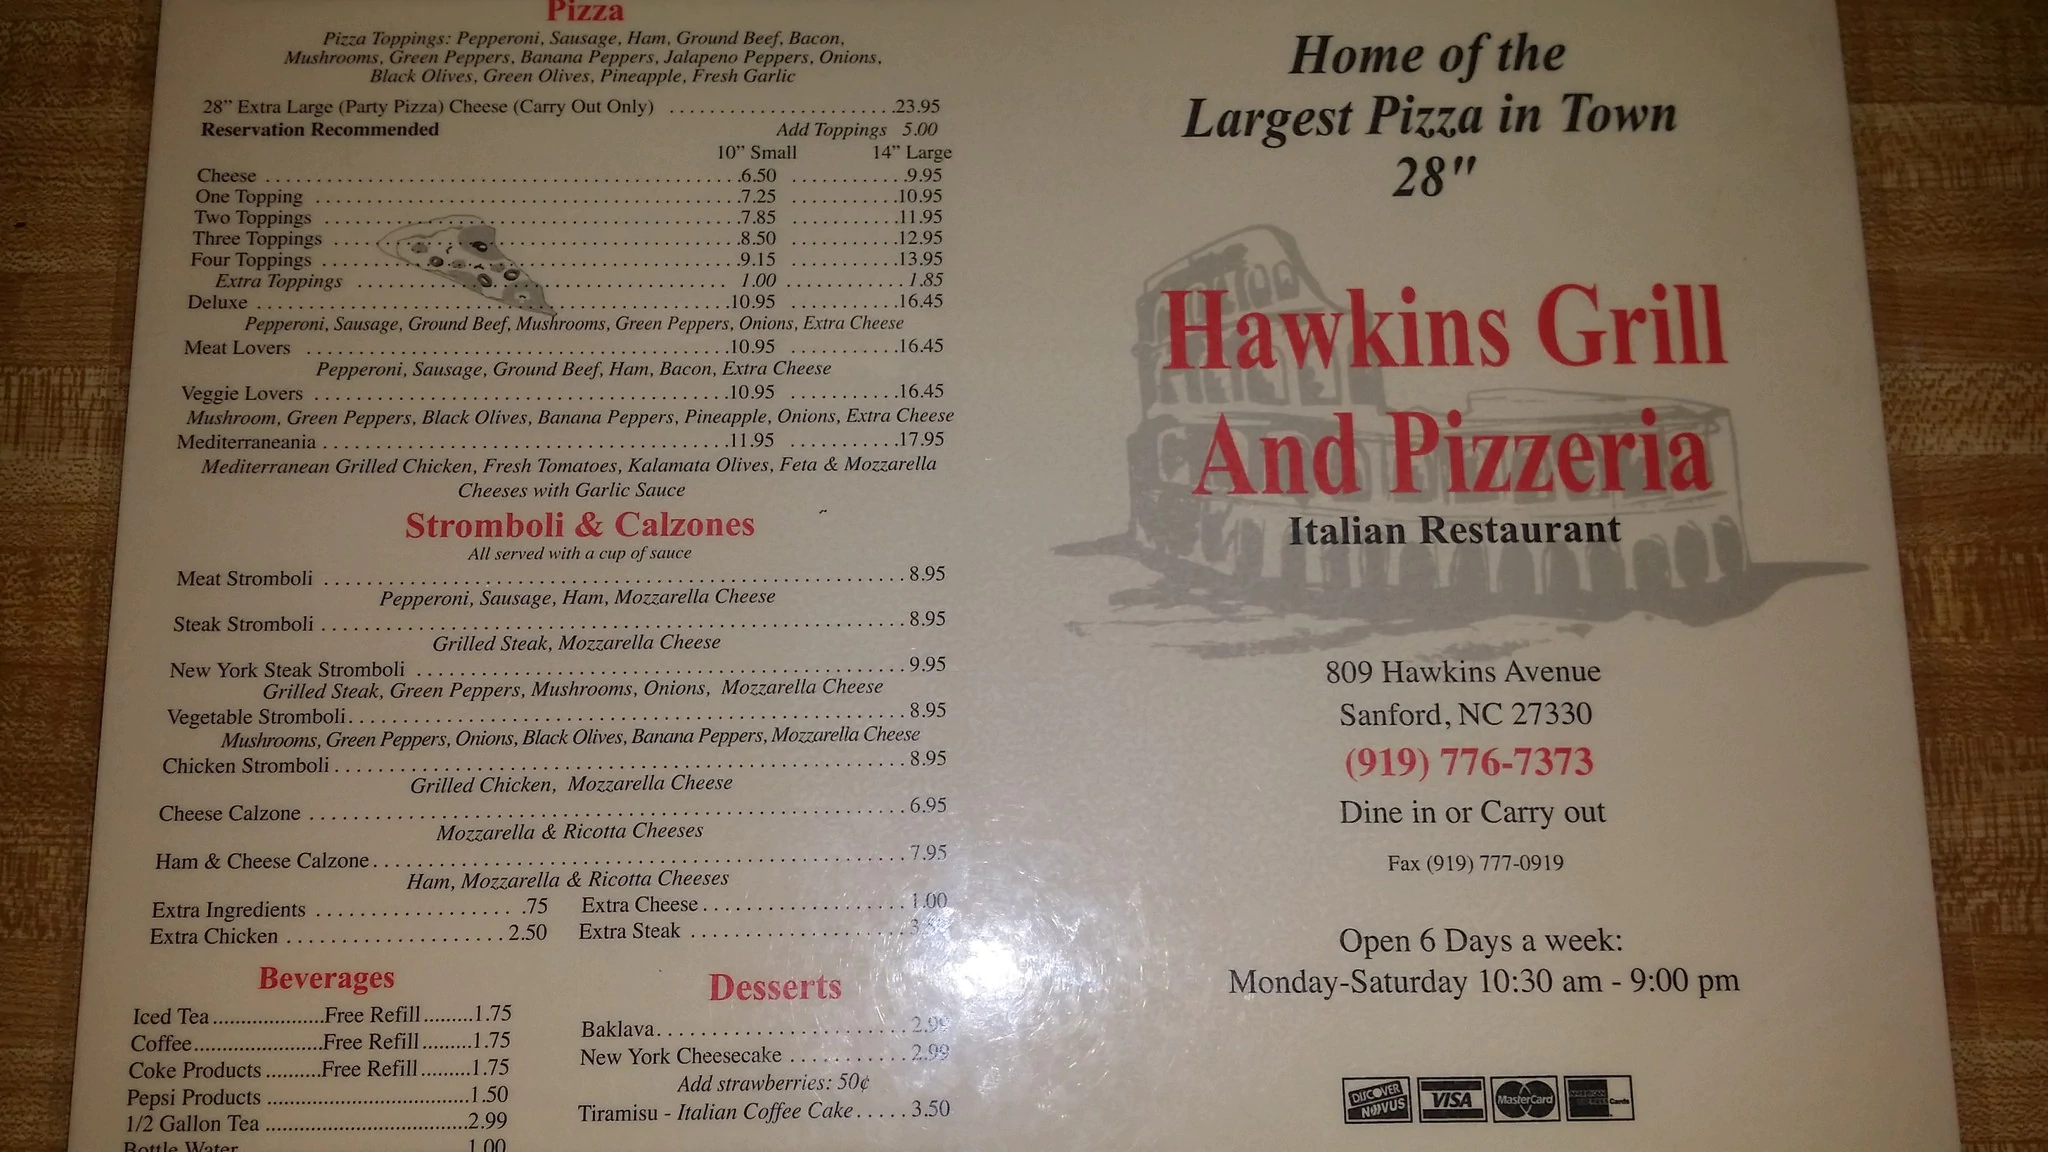 Pizza
Pizza Toppings: Pepperoni, Sausage, Ham, Ground Beef, Bacon,
Mushrooms, Green Peppers, Banana Peppers, Jalapeno Peppers, Onions,
Black Olives, Green Olives, Pineapple, Fresh Garlic
28" Extra Large (Party Pizza) Cheese (Carry Out Only) ..................... 23.95
Reservation Recommended Add Toppings 5.00
10" Small 14" Large
Cheese ..................... 6.50 ........... 9.95
One Topping ..................... 7.25 ........... 10.95
Two Toppings ..................... 7.85 ........... 11.95
Three Toppings ..................... 8.50 ........... 12.95
Four Toppings ..................... 9.15 ........... 13.95
Extra Toppings ..................... 1.00 ........... 1.85
Deluxe ..................... 10.95 ........... 16.45
Pepperoni, Sausage, Ground Beef, Mushrooms, Green Peppers, Onions, Extra Cheese
Meat Lovers ..................... 10.95 ........... 16.45
Pepperoni, Sausage, Ground Beef, Ham, Bacon, Extra Cheese
Veggie Lovers ..................... 10.95 ........... 16.45
Mushroom, Green Peppers, Black Olives, Banana Peppers, Pineapple, Onions, Extra Cheese
Mediterraneania ..................... 11.95 ........... 17.95
Mediterranean Grilled Chicken, Fresh Tomatoes, Kalamata Olives, Feta & Mozzarella
Cheeses with Garlic Sauce
Stromboli & Calzones
All served with a cup of sauce
Meat Stromboli ..................... 8.95
Pepperoni, Sausage, Ham, Mozzarella Cheese
Steak Stromboli ..................... 8.95
Grilled Steak, Mozzarella Cheese
New York Steak Stromboli ..................... 9.95
Grilled Steak, Green Peppers, Mushrooms, Onions, Mozzarella Cheese
Vegetable Stromboli ..................... 8.95
Mushrooms, Green Peppers, Onions, Black Olives, Banana Peppers, Mozzarella Cheese
Chicken Stromboli ..................... 8.95
Grilled Chicken, Mozzarella Cheese
Cheese Calzone ..................... 6.95
Mozzarella & Ricotta Cheeses
Ham & Cheese Calzone ..................... 7.95
Ham, Mozzarella & Ricotta Cheeses
Extra Ingredients ................... .75 Extra Cheese ................... 1.00
Extra Chicken ................... 2.50 Extra Steak ...................
Beverages
Iced Tea ................... Free Refill ......... 1.75
Coffee ................... Free Refill ......... 1.75
Coke Products .......... Free Refill ......... 1.75
Pepsi Products ................... 1.50
1/2 Gallon Tea ................... 2.99
Bottle Water 1.00
Desserts
Baklava ................... 2.99
New York Cheesecake ........... 2.99
Add strawberries: 50¢
Tiramisu - Italian Coffee Cake ..... 3.50
Home of the
Largest Pizza in Town
28"
Hawkins Grill
And Pizzeria
Italian Restaurant
809 Hawkins Avenue
Sanford, NC 27330
(919) 776-7373
Dine in or Carry out
Fax (919) 777-0919
Open 6 Days a week:
Monday-Saturday 10:30 am - 9:00 pm
DISCOVER NOVUS VISA MasterCard AMERICAN EXPRESS Cards